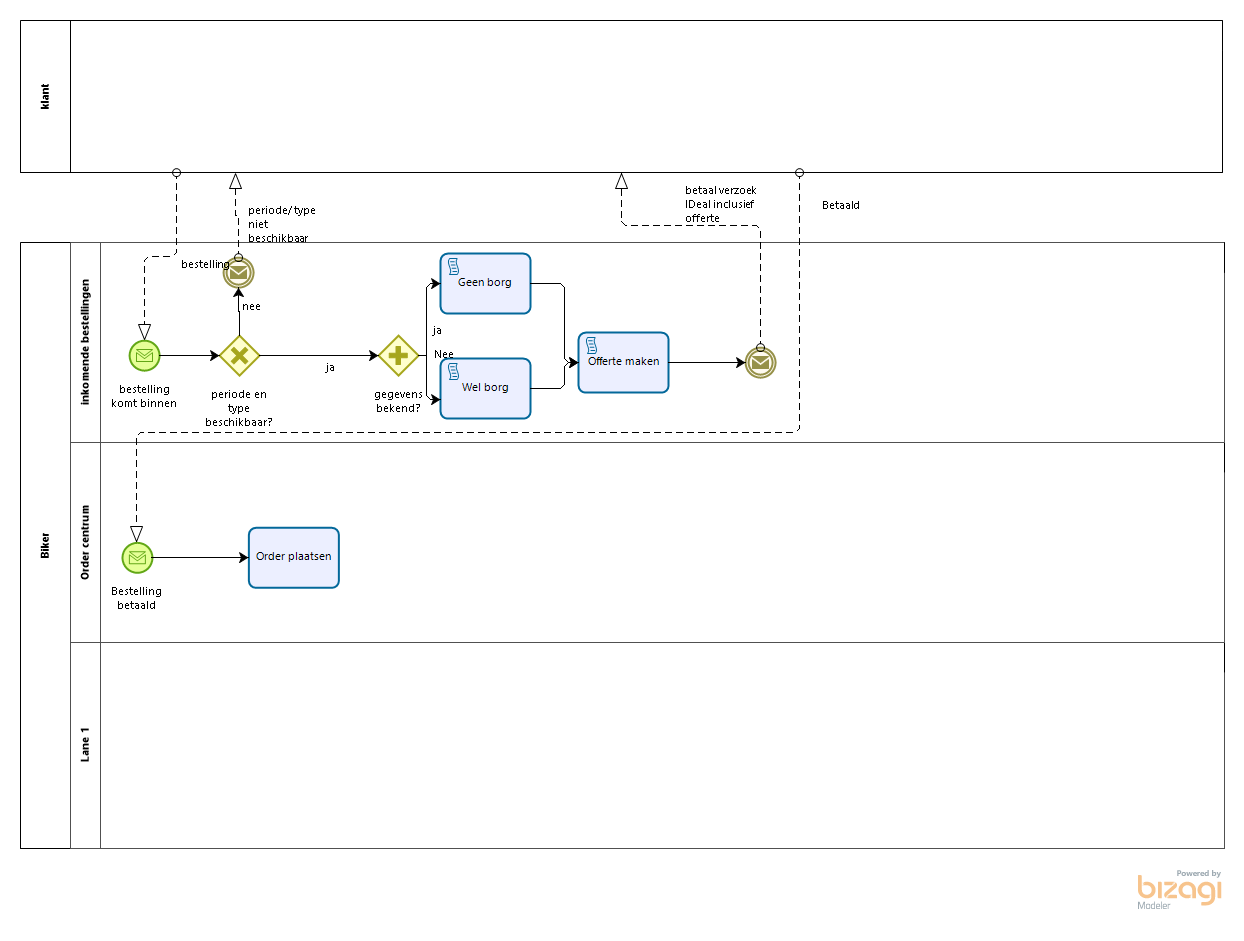 klant
periode/type
niet
beschikbaar
betaal verzoek
IDeal inclusief
offerte
Betaald
Biker
inkomende bestellingen
bestelling
nee
Geen borg
ja
Nee
ja
Offerte maken
Wel borg
bestelling
komt binnen
periode en
type
beschikbaar?
gegevens
bekend?
Order centrum
Order plaatsen
Bestelling
betaald
Lane 1
Powered by
bizagi
Modeler